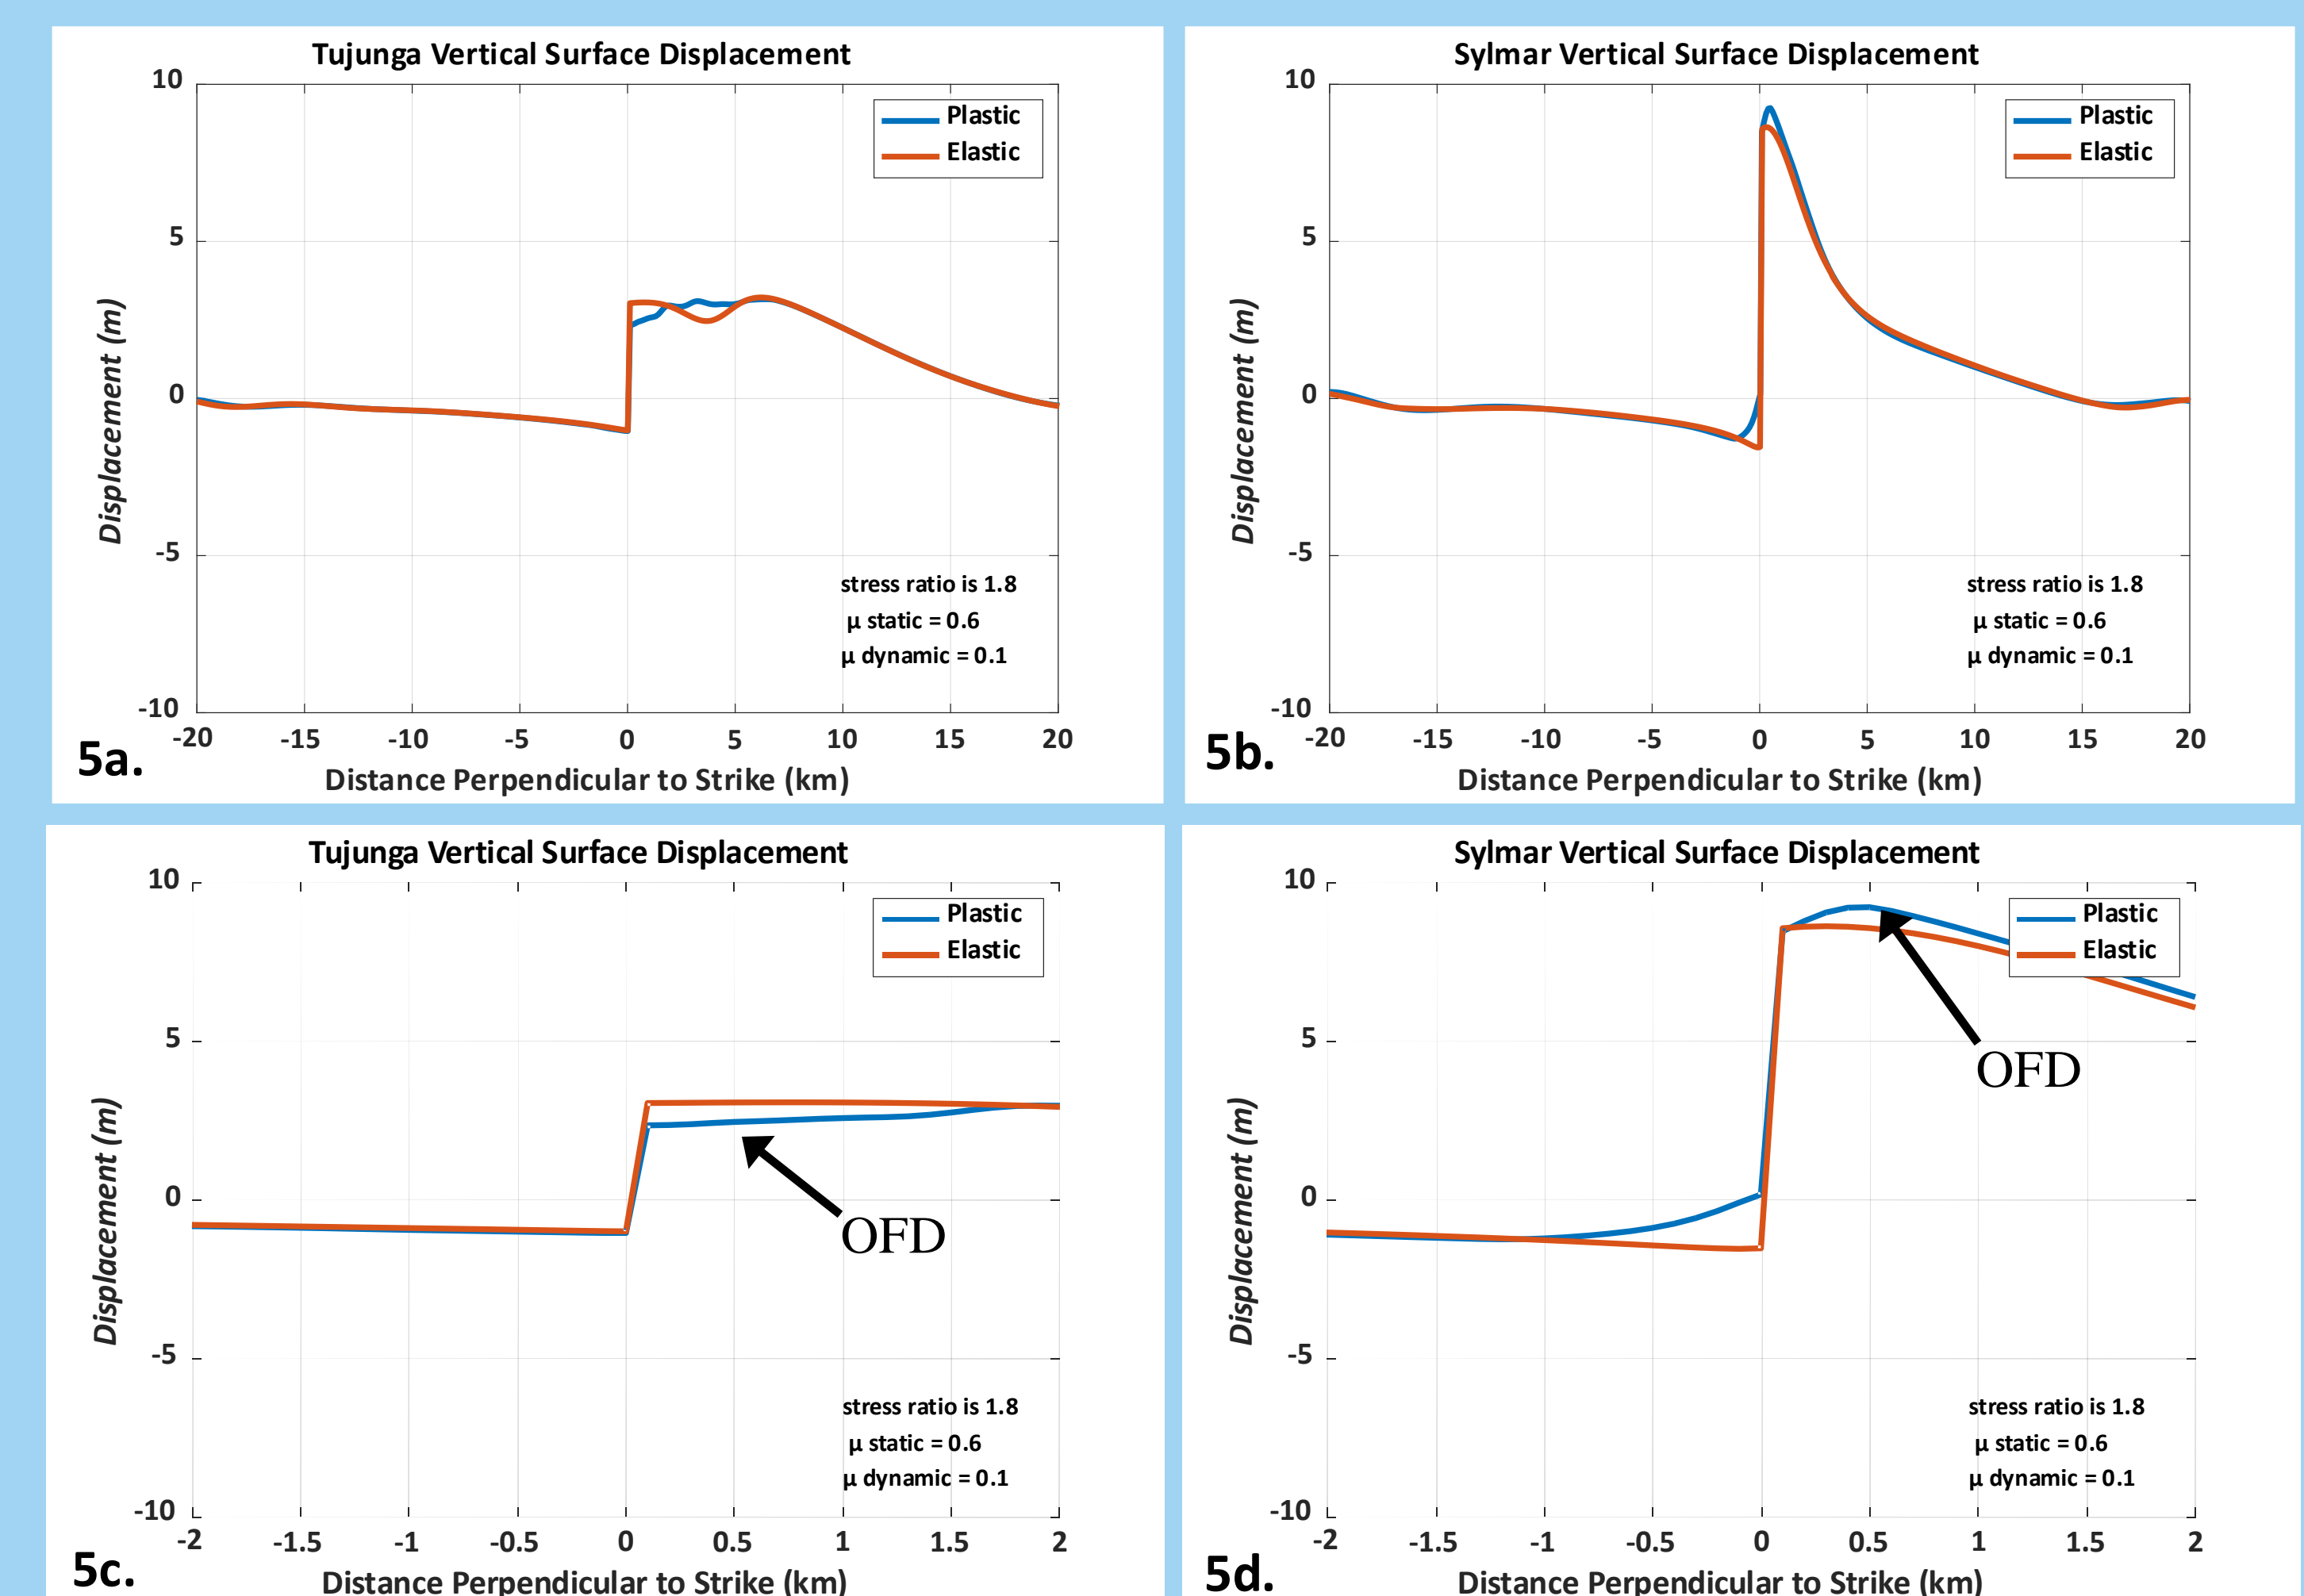 Tujunga Vertical Surface Displacement
10
5
0
-5
-10
Displacement (m)
Plastic
Elastic
stress ratio is 1.8
μ static = 0.6
μ dynamic = 0.1
-20 -15 -10 -5 0 5 10 15 20
Distance Perpendicular to Strike (km)
5a.
Sylmar Vertical Surface Displacement
10
5
0
-5
-10
Displacement (m)
Plastic
Elastic
stress ratio is 1.8
μ static = 0.6
μ dynamic = 0.1
-20 -15 -10 -5 0 5 10 15 20
Distance Perpendicular to Strike (km)
5b.
Tujunga Vertical Surface Displacement
10
5
0
-5
-10
Displacement (m)
Plastic
Elastic
OFD
stress ratio is 1.8
μ static = 0.6
μ dynamic = 0.1
-2 -1.5 -1 -0.5 0 0.5 1 1.5 2
Distance Perpendicular to Strike (km)
5c.
Sylmar Vertical Surface Displacement
10
5
0
-5
-10
Displacement (m)
Plastic
Elastic
OFD
stress ratio is 1.8
μ static = 0.6
μ dynamic = 0.1
-2 -1.5 -1 -0.5 0 0.5 1 1.5 2
Distance Perpendicular to Strike (km)
5d.